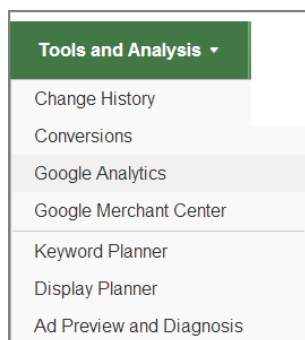 Tools and Analysis
Change History
Conversions
Google Analytics
Google Merchant Center
Keyword Planner
Display Planner
Ad Preview and Diagnosis